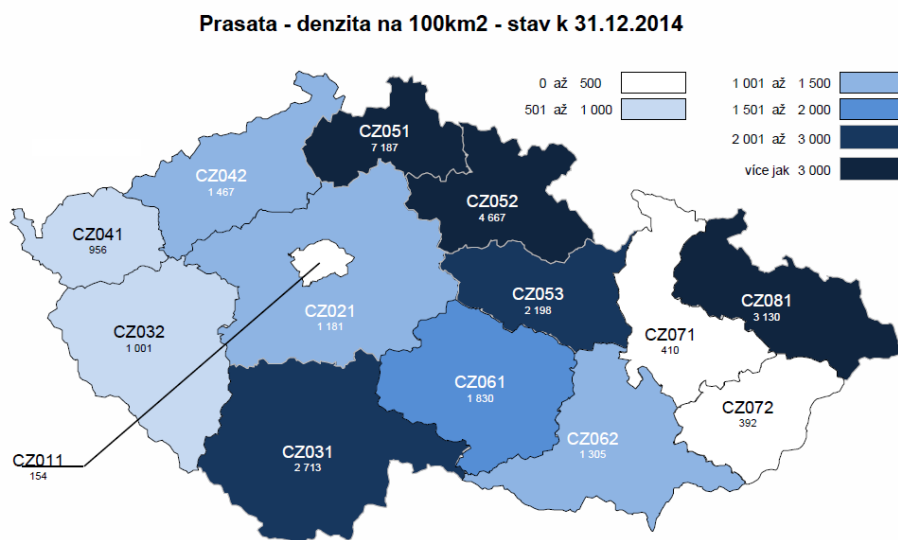 Prasata - denzita na 100km2 - stav k 31.12.2014
0 až 500
501 až 1 000
1 001 až 1 500
1 501 až 2 000
2 001 až 3 000
více jak 3 000
CZ051
7 187
CZ042
1 467
CZ052
4 667
CZ041
956
CZ053
2 198
CZ081
3 130
CZ021
1 181
CZ032
1 001
CZ071
410
CZ061
1 830
CZ072
392
CZ062
1 305
CZ031
2 713
CZ011
154